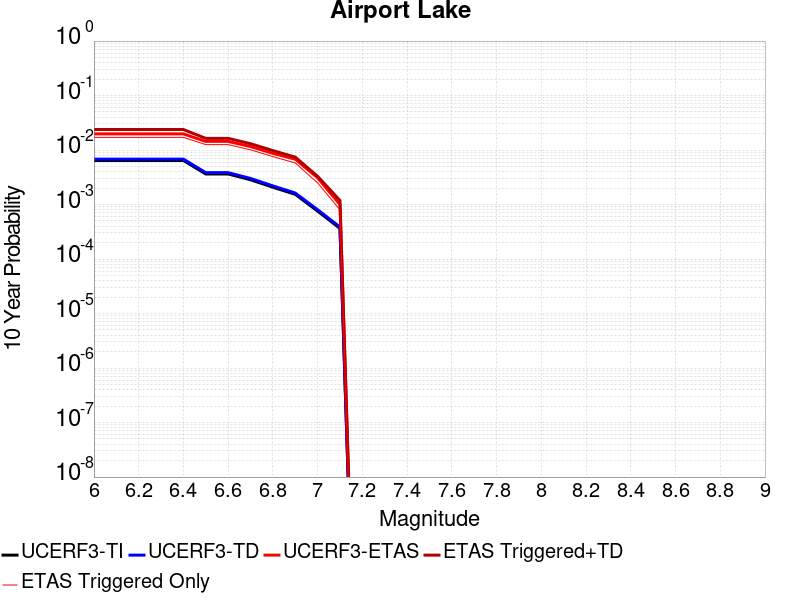 Airport Lake
10 Year Probability
10^0
10^-1
10^-2
10^-3
10^-4
10^-5
10^-6
10^-7
10^-8
6 6.2 6.4 6.6 6.8 7 7.2 7.4 7.6 7.8 8 8.2 8.4 8.6 8.8 9
Magnitude
UCERF3-TI UCERF3-TD UCERF3-ETAS ETAS Triggered+TD
ETAS Triggered Only